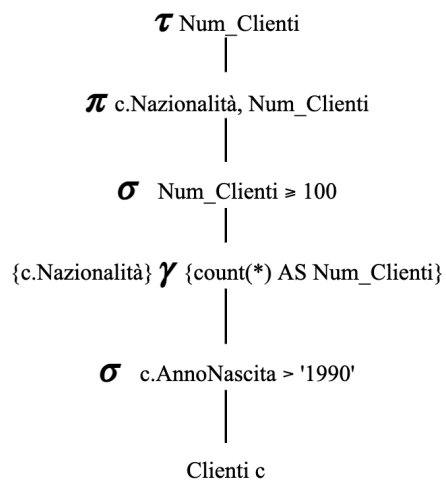 τ Num_Clienti
π c.Nazionalità, Num_Clienti
σ Num_Clienti ≥ 100
{c.Nazionalità} γ {count(*) AS Num_Clienti}
σ c.AnnoNascita > '1990'
Clienti c